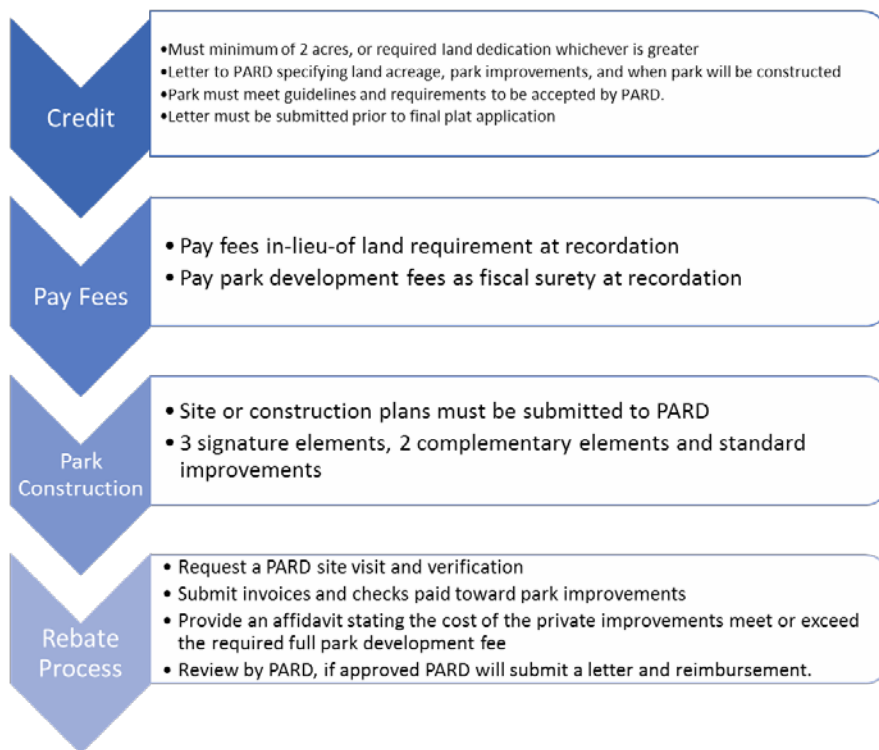 Credit
•Must minimum of 2 acres, or required land dedication whichever is greater
•Letter to PARD specifying land acreage, park improvements, and when park will be constructed
•Park must meet guidelines and requirements to be accepted by PARD.
•Letter must be submitted prior to final plat application
Pay Fees
• Pay fees in-lieu-of land requirement at recordation
• Pay park development fees as fiscal surety at recordation
Park
Construction
• Site or construction plans must be submitted to PARD
• 3 signature elements, 2 complementary elements and standard
improvements
Rebate
Process
• Request a PARD site visit and verification
• Submit invoices and checks paid toward park improvements
• Provide an affidavit stating the cost of the private improvements meet or exceed
the required full park development fee
• Review by PARD, if approved PARD will submit a letter and reimbursement.